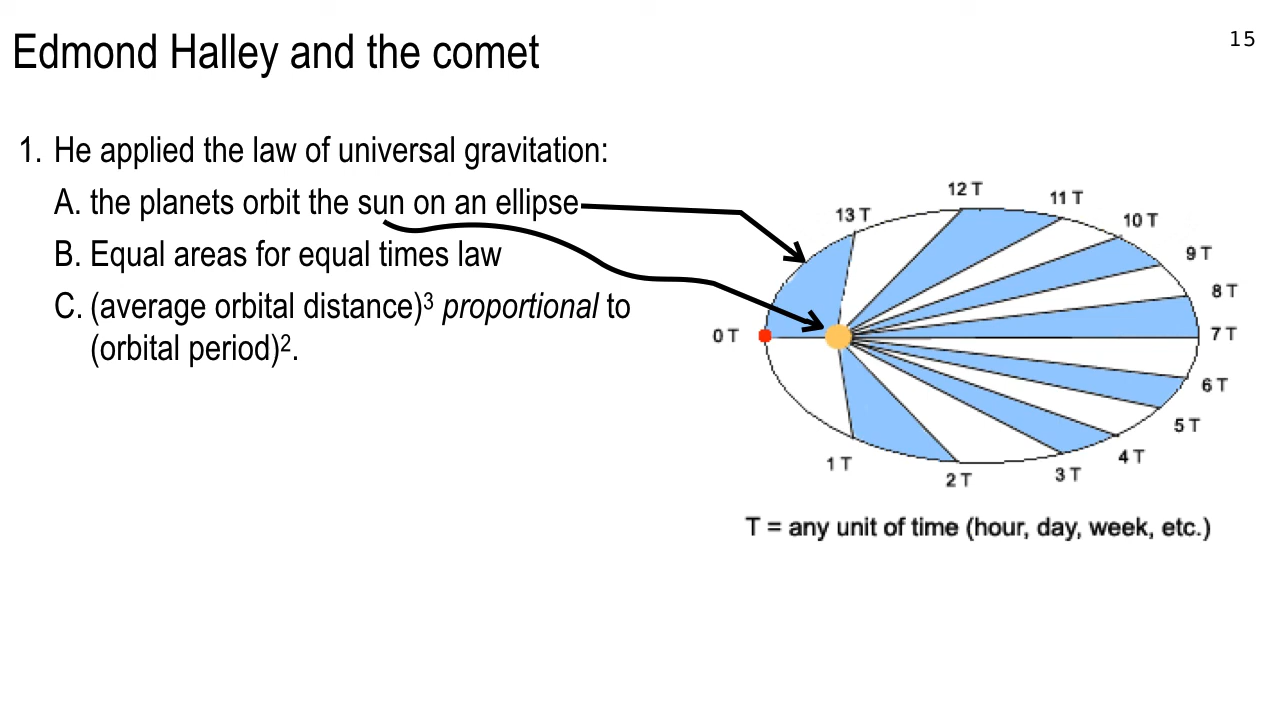 Edmond Halley and the comet
15
1. He applied the law of universal gravitation:
A. the planets orbit the sun on an ellipse
B. Equal areas for equal times law
C. (average orbital distance)³ proportional to
(orbital period)².
12 T
11 T
13 T
10 T
9 T
8 T
0 T
7 T
6 T
5 T
4 T
1 T
3 T
2 T
T = any unit of time (hour, day, week, etc.)